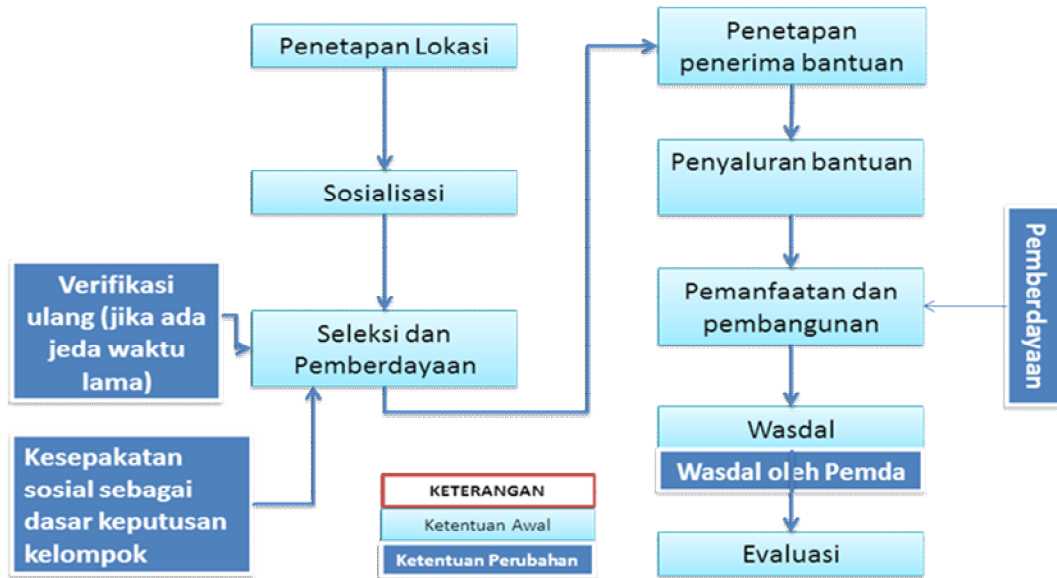 Penetapan Lokasi
Sosialisasi
Verifikasi
ulang (jika ada
jeda waktu
lama)
Seleksi dan
Pemberdayaan
Kesepakatan
sosial sebagai
dasar keputusan
kelompok
Penetapan
penerima bantuan
Penyaluran bantuan
Pemanfaatan dan
pembangunan
Pemberdayaan
Wasdal
Wasdal oleh Pemda
Evaluasi
KETERANGAN
Ketentuan Awal
Ketentuan Perubahan